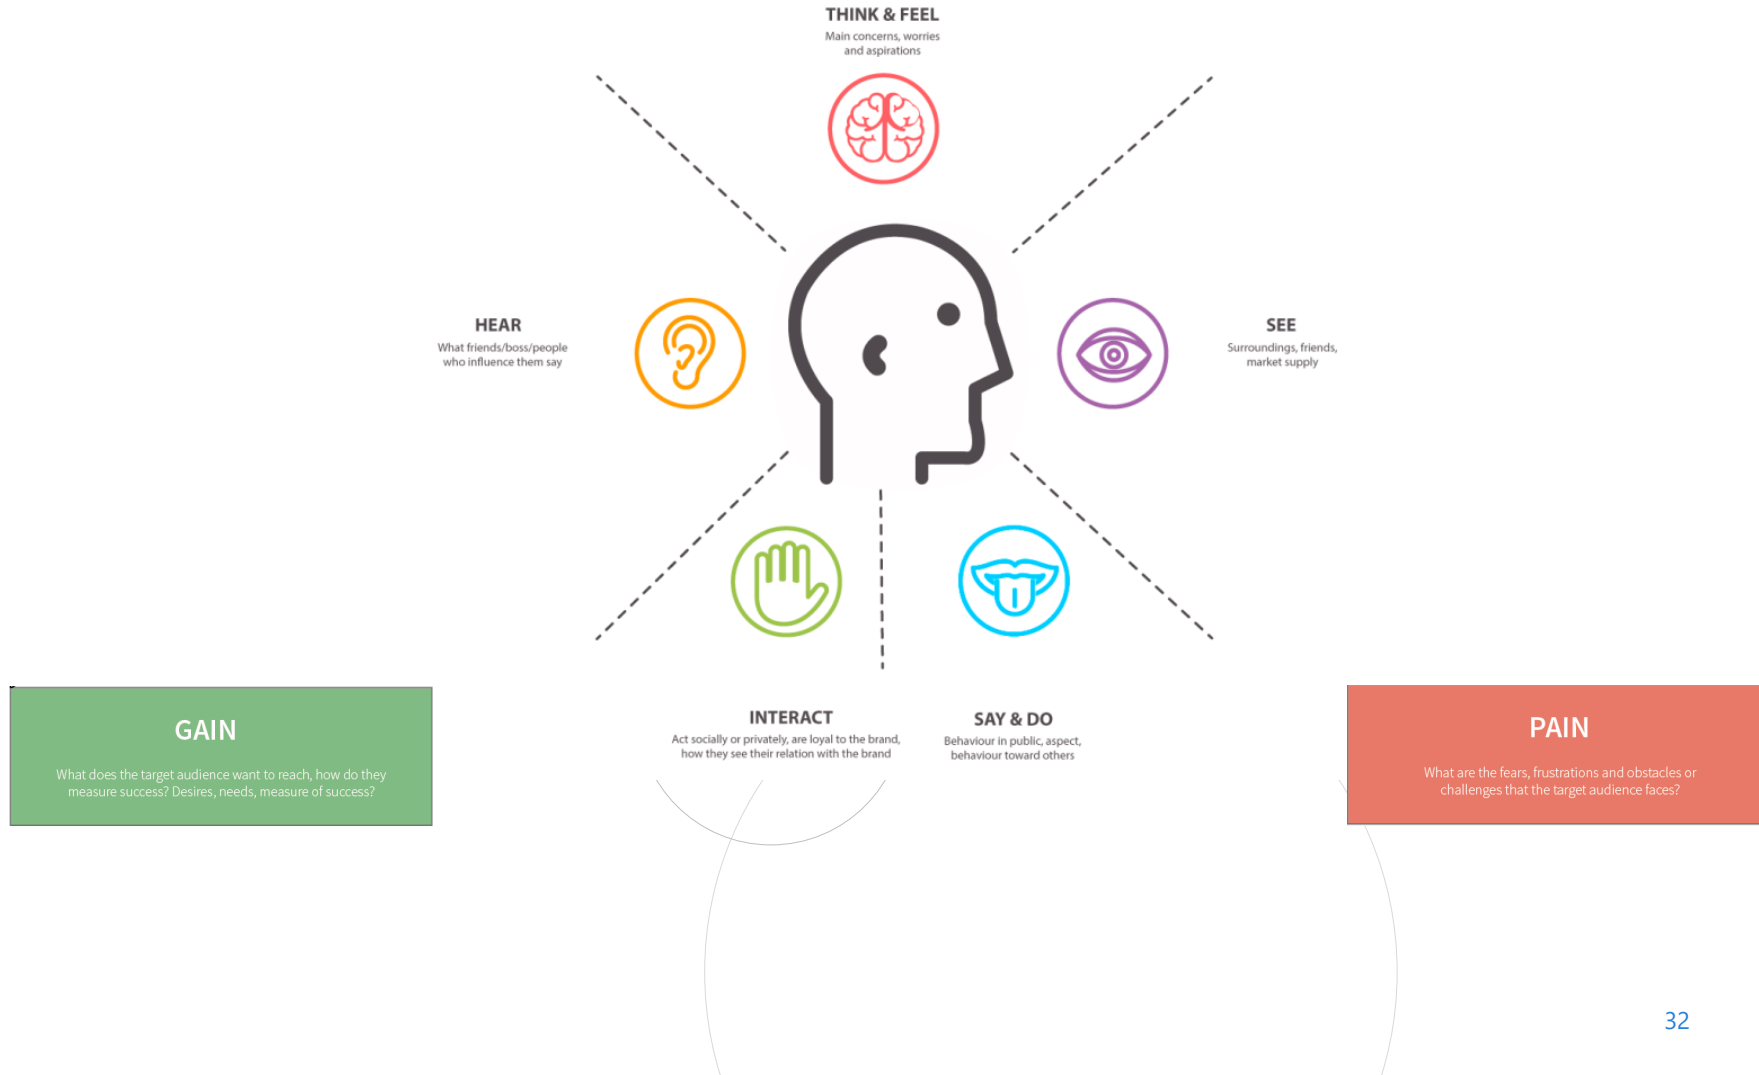 THINK & FEEL
Main concerns, worries
and aspirations
HEAR
What friends/boss/people
who influence them say
SEE
Surroundings, friends,
market supply
GAIN
What does the target audience want to reach, how do they
measure success? Desires, needs, measure of success?
INTERACT
Act socially or privately, are loyal to the brand,
how they see their relation with the brand
SAY & DO
Behaviour in public, aspect,
behaviour toward others
PAIN
What are the fears, frustrations and obstacles or
challenges that the target audience faces?
32